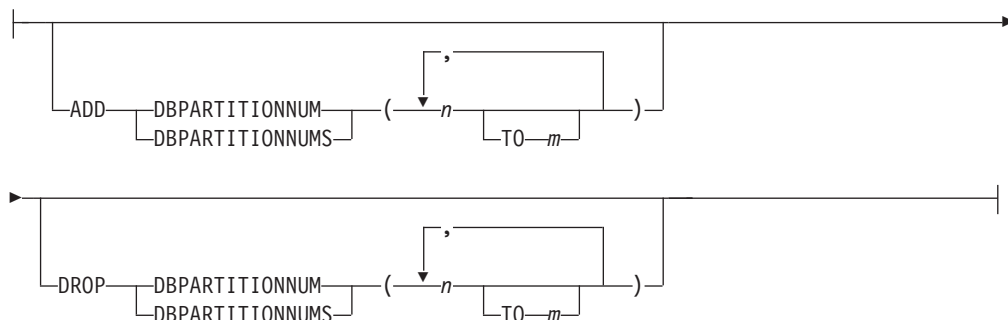 ,
ADD DBPARTITIONNUM ( n )
DBPARTITIONNUMS TO m
,
DROP DBPARTITIONNUM ( n )
DBPARTITIONNUMS TO m